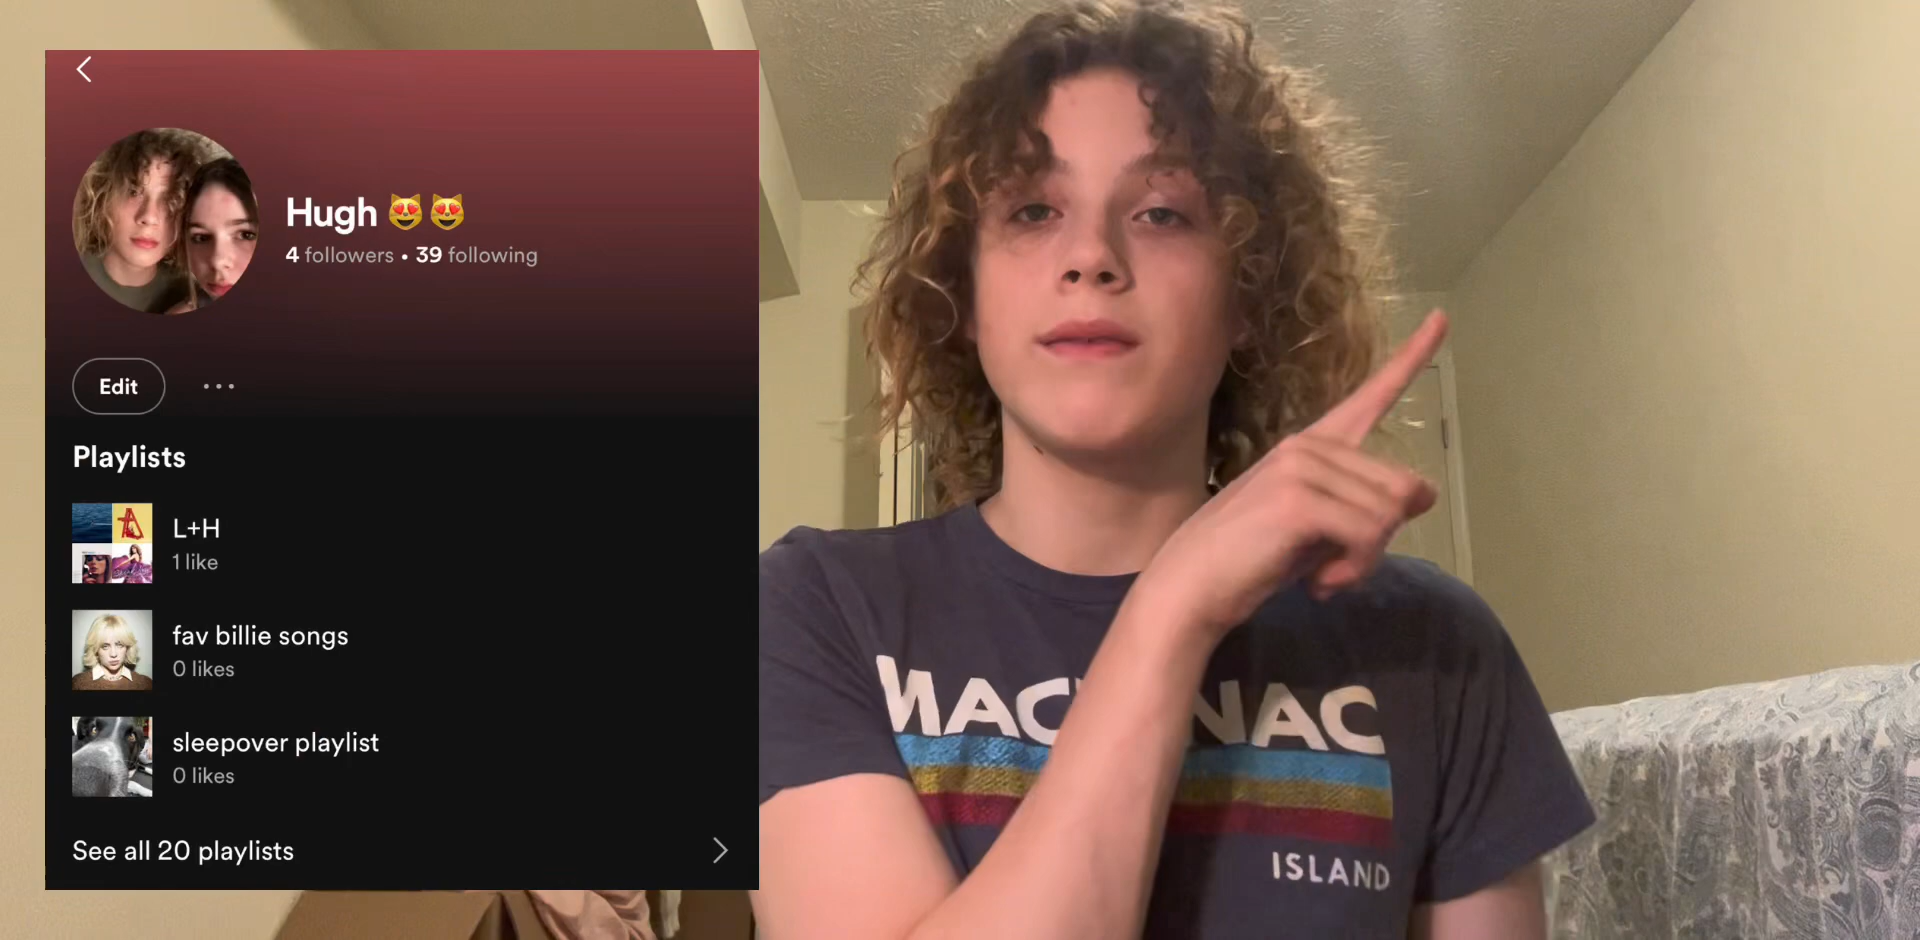 Hugh 😻😻
4 followers • 39 following
Edit
Playlists
L+H
1 like
fav billie songs
0 likes
sleepover playlist
0 likes
See all 20 playlists
MAC NAC
ISLAND